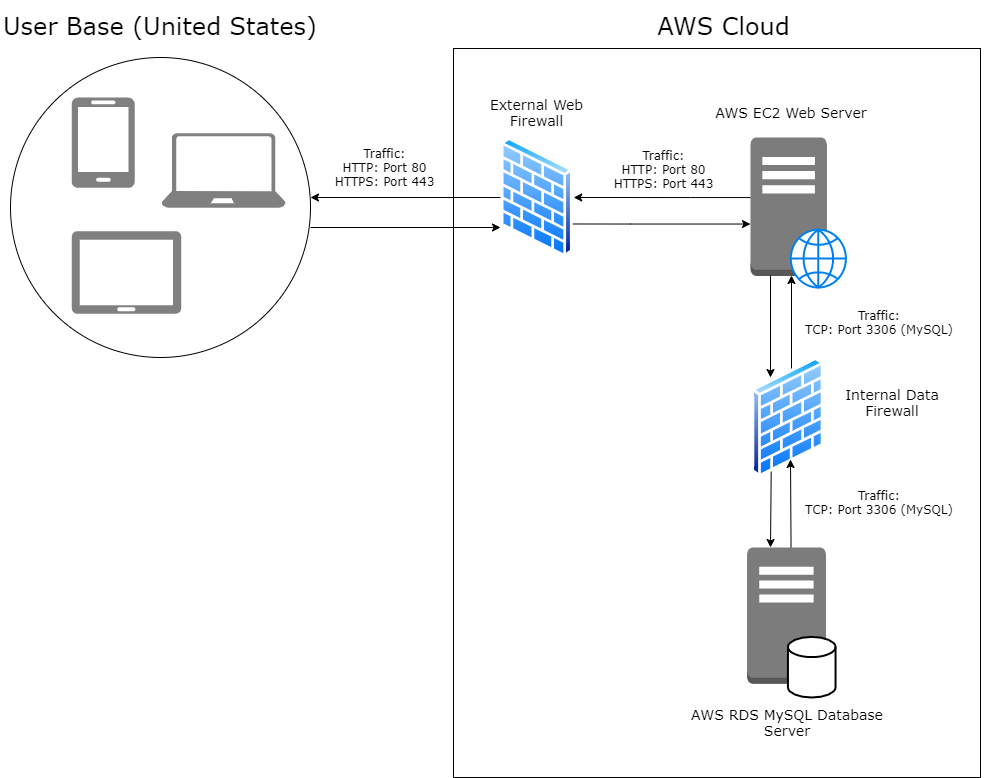 User Base (United States)
AWS Cloud
External Web
Firewall
AWS EC2 Web Server
Traffic:
HTTP: Port 80
HTTPS: Port 443
Traffic:
HTTP: Port 80
HTTPS: Port 443
Traffic:
TCP: Port 3306 (MySQL)
Internal Data
Firewall
Traffic:
TCP: Port 3306 (MySQL)
AWS RDS MySQL Database
Server